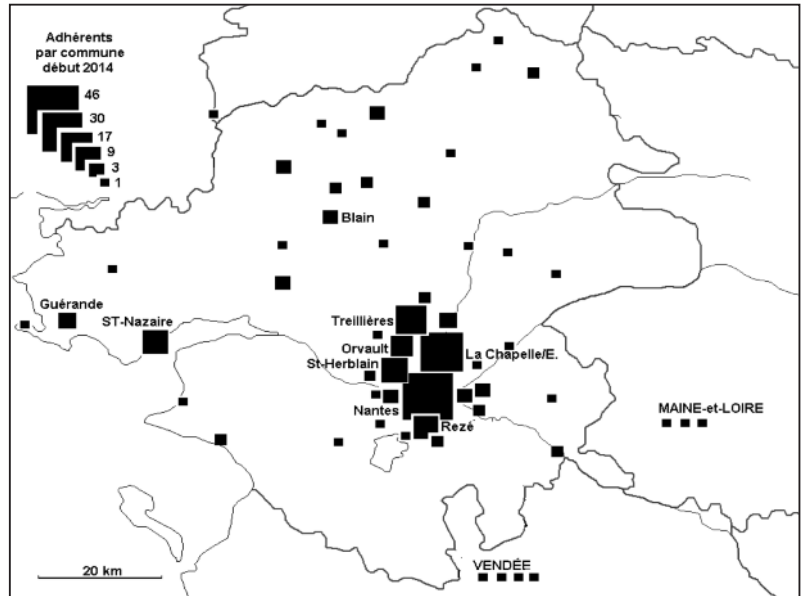 Adhérents
par commune
début 2014
46
30
17
9
3
1
Blain
Guérande
ST-Nazaire
Treillières
Orvault
La Chapelle/E.
St-Herblain
Nantes
Rezé
MAINE-et-LOIRE
VENDÉE
20 km